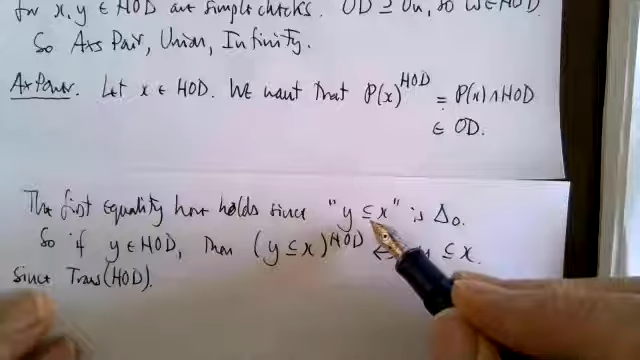 for x, y ∈ HOD are simple checks. OD ⊇ On, so ω ∈ HOD.
So Axs Pair, Union, Infinity.
Ax Power. Let x ∈ HOD. We want that P(x)^HOD = P(x) ∩ HOD
∈ OD.
The first equality here holds since "y ⊆ x" is Δ₀.
So if y ∈ HOD, then (y ⊆ x)^HOD ⊆ x.
Since Trans(HOD).